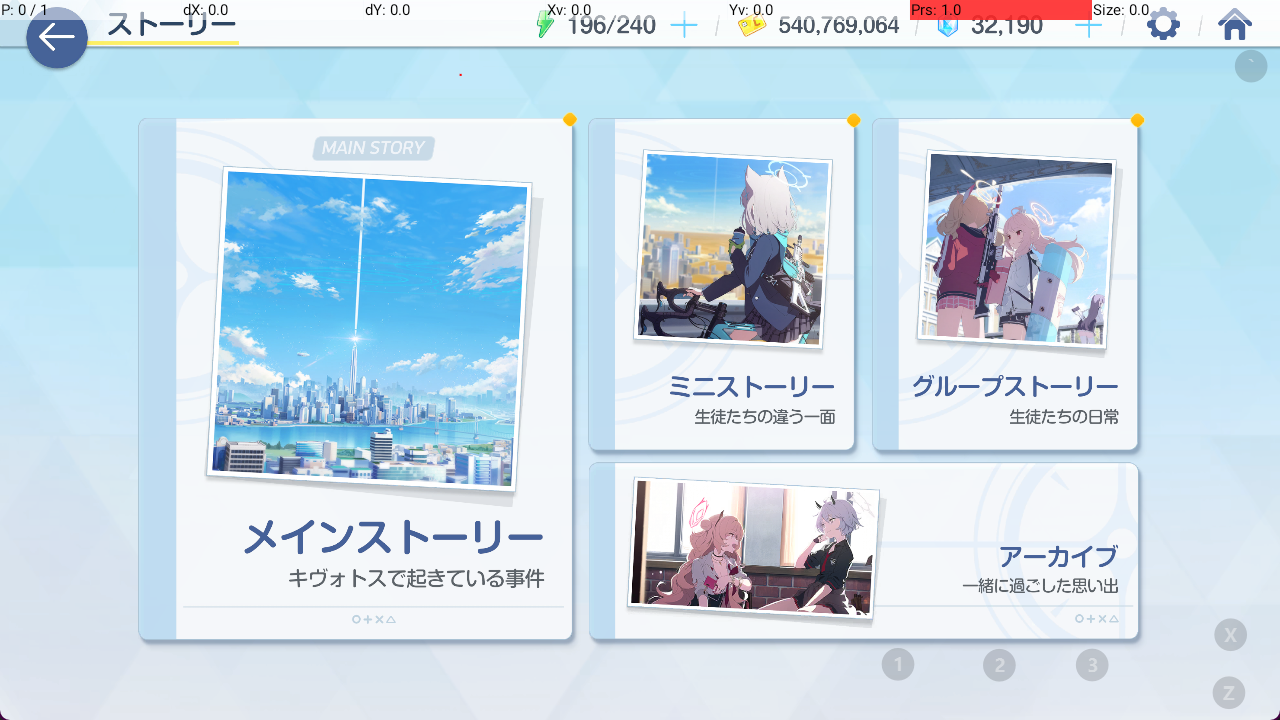 P: 0 / 1 dX: 0.0 dY: 0.0 Xv: 0.0 Yv: 0.0 Prs: 1.0 Size: 0.0
ストーリー 196/240 540,769,064 32,190
MAIN STORY
メインストーリー
キヴォトスで起きている事件
ミニストーリー
生徒たちの違う一面
グループストーリー
生徒たちの日常
アーカイブ
一緒に過ごした思い出
1 2 3
X
Z